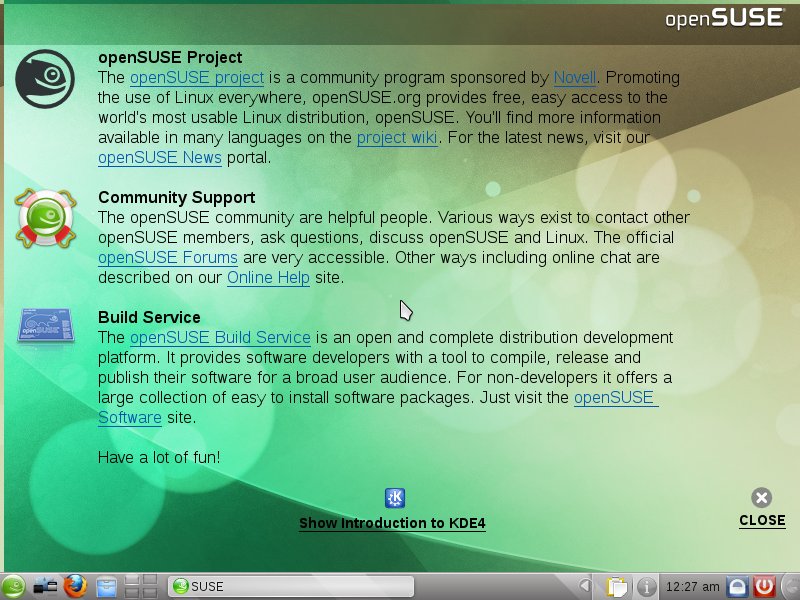 openSUSE
openSUSE Project
The openSUSE project is a community program sponsored by Novell. Promoting
the use of Linux everywhere, openSUSE.org provides free, easy access to the
world's most usable Linux distribution, openSUSE. You'll find more information
available in many languages on the project wiki. For the latest news, visit our
openSUSE News portal.
Community Support
The openSUSE community are helpful people. Various ways exist to contact other
openSUSE members, ask questions, discuss openSUSE and Linux. The official
openSUSE Forums are very accessible. Other ways including online chat are
described on our Online Help site.
openSUSE
Build Service
The openSUSE Build Service is an open and complete distribution development
platform. It provides software developers with a tool to compile, release and
publish their software for a broad user audience. For non-developers it offers a
large collection of easy to install software packages. Just visit the openSUSE
Software site.
Have a lot of fun!
K
Show Introduction to KDE4
CLOSE
SUSE
12:27 am